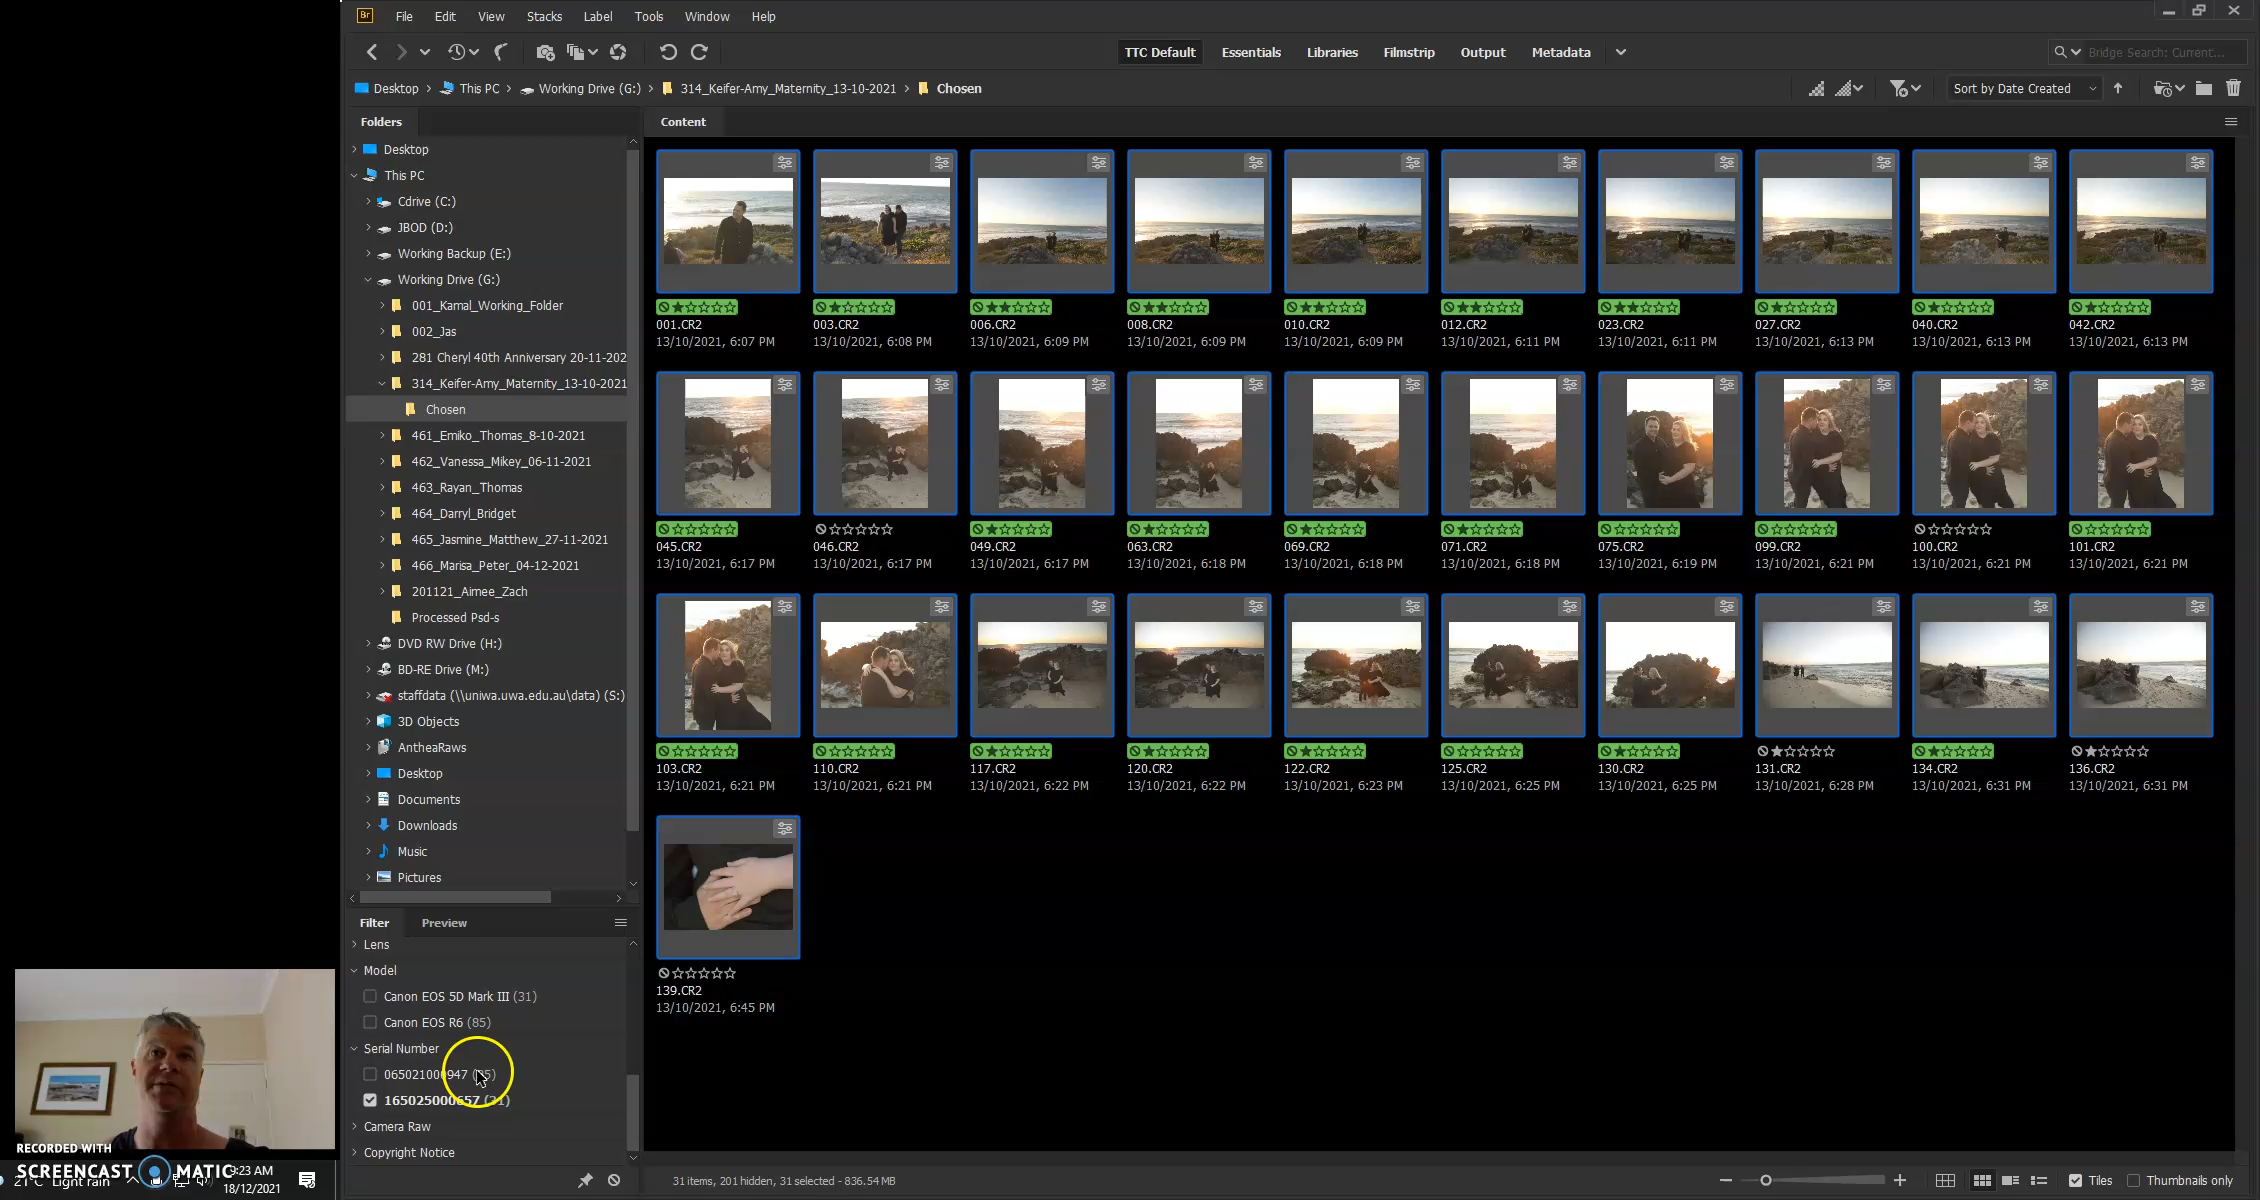 Br File Edit View Stacks Label Tools Window Help
TTC Default Essentials Libraries Filmstrip Output Metadata
Bridge Search: Current...
Desktop This PC Working Drive (G:) 314_Keifer-Amy_Maternity_13-10-2021 Chosen
Sort by Date Created
Folders
Content
Desktop
This PC
Cdrive (C:)
JBOD (D:)
Working Backup (E:)
Working Drive (G:)
001_Kamal_Working_Folder
002_Jas
281 Cheryl 40th Anniversary 20-11-202
314_Keifer-Amy_Maternity_13-10-2021
Chosen
461_Emiko_Thomas_8-10-2021
462_Vanessa_Mikey_06-11-2021
463_Rayan_Thomas
464_Darryl_Bridget
465_Jasmine_Matthew_27-11-2021
466_Marisa_Peter_04-12-2021
201121_Aimee_Zach
Processed Psd-s
DVD RW Drive (H:)
BD-RE Drive (M:)
staffdata (\\uniwa.uwa.edu.au\data) (S:)
3D Objects
AntheaRaws
Desktop
Documents
Downloads
Music
Pictures
001.CR2 003.CR2 006.CR2 008.CR2 010.CR2 012.CR2 023.CR2 027.CR2 040.CR2 042.CR2
13/10/2021, 6:07 PM 13/10/2021, 6:08 PM 13/10/2021, 6:09 PM 13/10/2021, 6:09 PM 13/10/2021, 6:09 PM 13/10/2021, 6:11 PM 13/10/2021, 6:11 PM 13/10/2021, 6:13 PM 13/10/2021, 6:13 PM 13/10/2021, 6:13 PM
045.CR2 046.CR2 049.CR2 063.CR2 069.CR2 071.CR2 075.CR2 099.CR2 100.CR2 101.CR2
13/10/2021, 6:17 PM 13/10/2021, 6:17 PM 13/10/2021, 6:17 PM 13/10/2021, 6:18 PM 13/10/2021, 6:18 PM 13/10/2021, 6:18 PM 13/10/2021, 6:19 PM 13/10/2021, 6:21 PM 13/10/2021, 6:21 PM 13/10/2021, 6:21 PM
103.CR2 110.CR2 117.CR2 120.CR2 122.CR2 125.CR2 130.CR2 131.CR2 134.CR2 136.CR2
13/10/2021, 6:21 PM 13/10/2021, 6:21 PM 13/10/2021, 6:22 PM 13/10/2021, 6:22 PM 13/10/2021, 6:23 PM 13/10/2021, 6:25 PM 13/10/2021, 6:25 PM 13/10/2021, 6:28 PM 13/10/2021, 6:31 PM 13/10/2021, 6:31 PM
139.CR2
13/10/2021, 6:45 PM
Filter Preview
Lens
Model
Canon EOS 5D Mark III (31)
Canon EOS R6 (85)
Serial Number
065021000947
165025000657 (31)
Camera Raw
Copyright Notice
31 items, 201 hidden, 31 selected - 836.54 MB
Tiles Thumbnails only
RECORDED WITH
SCREENCAST MATIC
Light rain
9:23 AM
18/12/2021